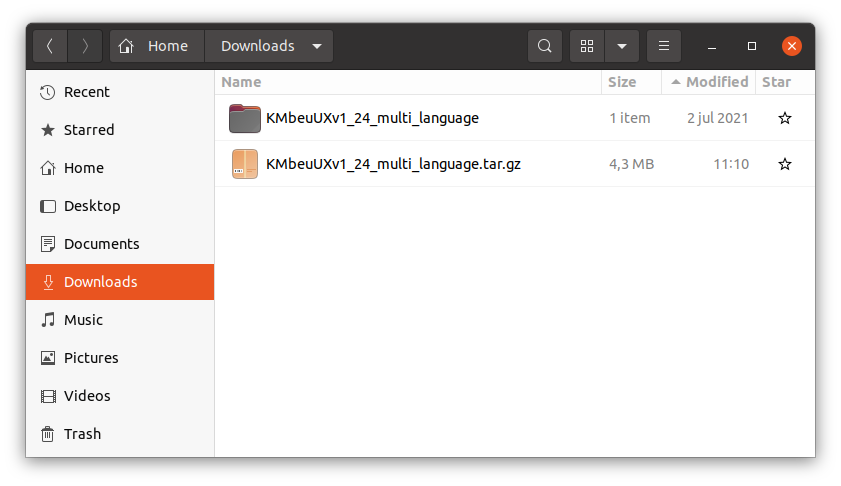 Home Downloads
Name Size Modified Star
Recent
Starred
Home
Desktop
Documents
Downloads
Music
Pictures
Videos
Trash
KMbeuUXv1_24_multi_language 1 item 2 jul 2021
KMbeuUXv1_24_multi_language.tar.gz 4,3 MB 11:10